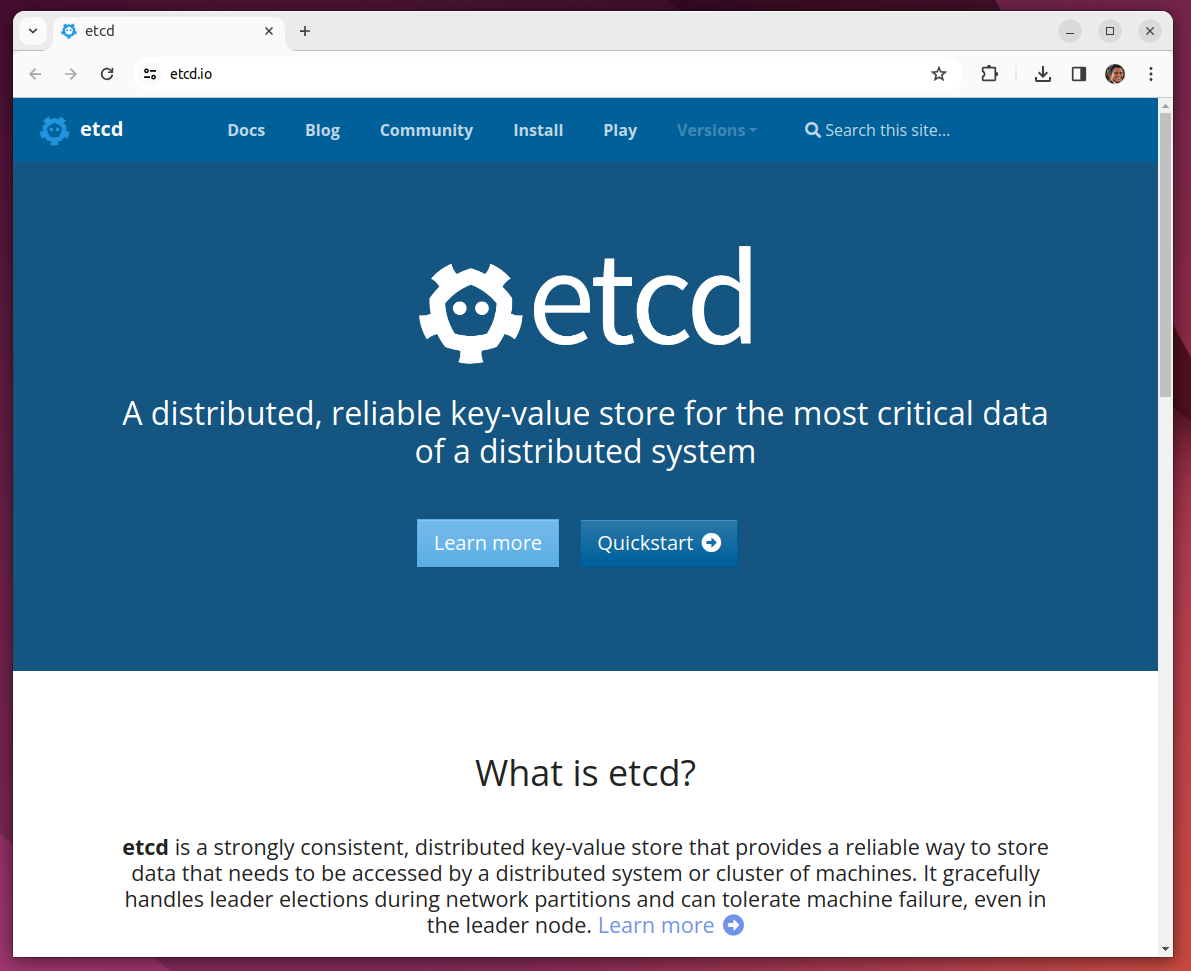 etcd
etcd.io
etcd
Docs
Blog
Community
Install
Play
Versions
Search this site...
etcd
A distributed, reliable key-value store for the most critical data
of a distributed system
Learn more
Quickstart
What is etcd?
etcd is a strongly consistent, distributed key-value store that provides a reliable way to store
data that needs to be accessed by a distributed system or cluster of machines. It gracefully
handles leader elections during network partitions and can tolerate machine failure, even in
the leader node. Learn more